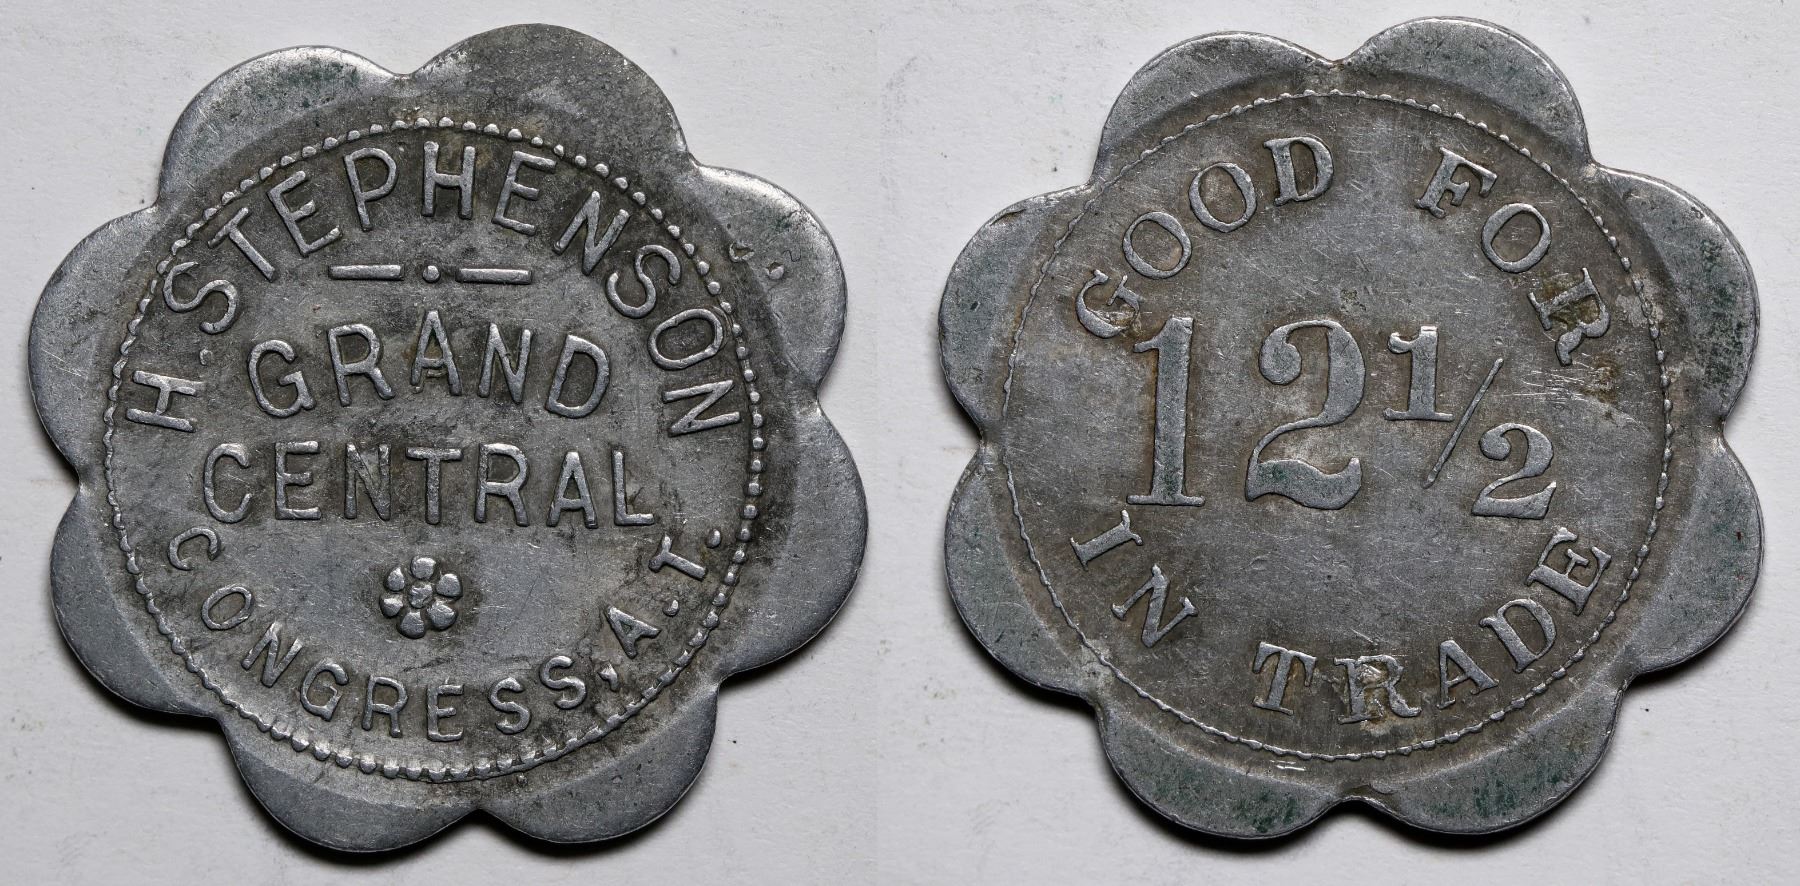 H. STEPHENSON
GRAND
CENTRAL
CONGRESS, A.T.
GOOD FOR
12 1/2
IN TRADE